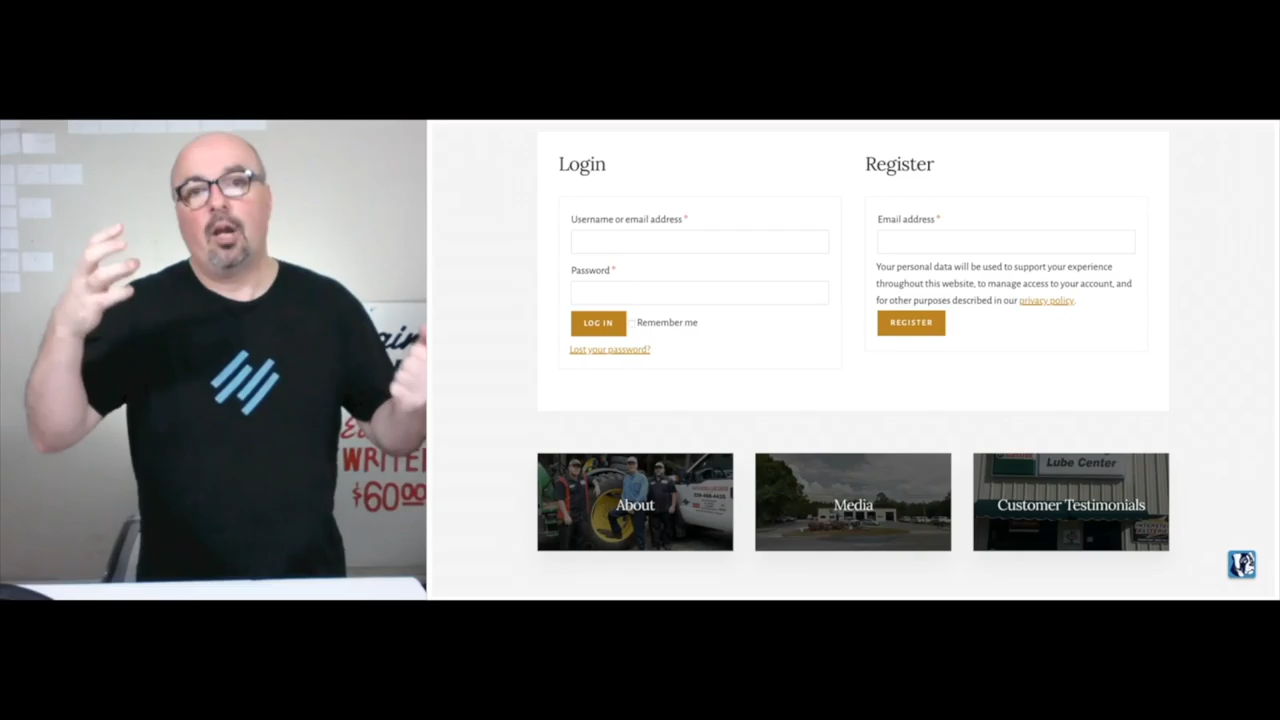 WRITE
$6000
Login
Username or email address *
Password *
LOG IN
Remember me
Lost your password?
Register
Email address *
Your personal data will be used to support your experience
throughout this website, to manage access to your account, and
for other purposes described in our privacy policy.
REGISTER
About
Media
Lube Center
Customer Testimonials